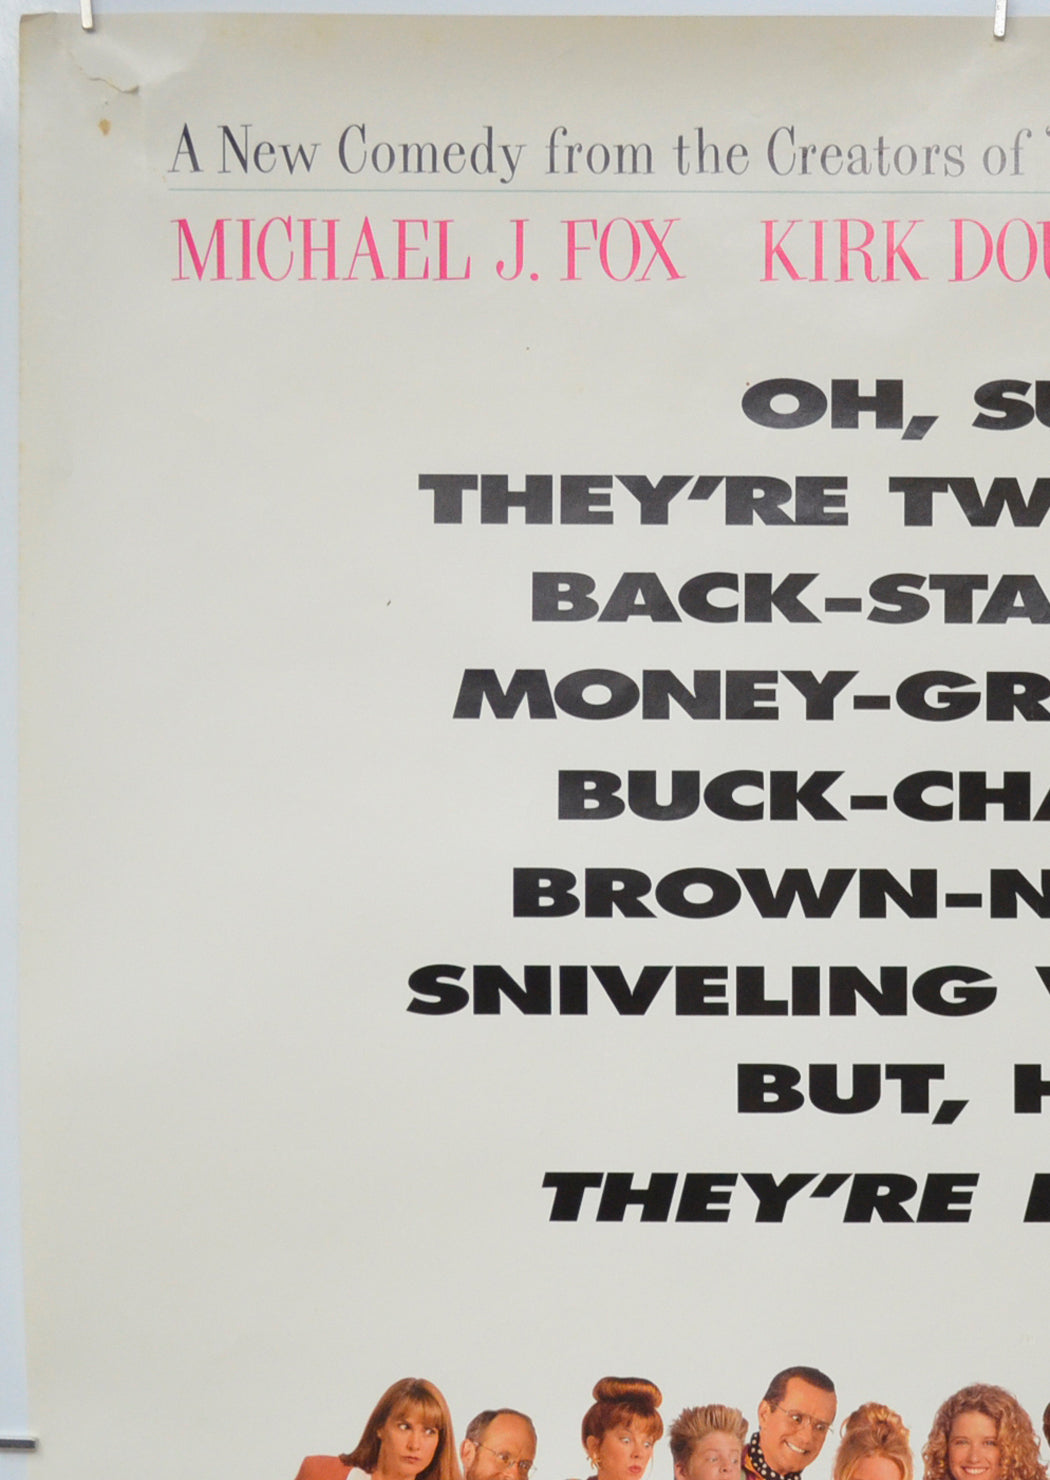 A New Comedy from the Creators of
MICHAEL J. FOX KIRK DOU
OH, SU
THEY'RE TW
BACK-STA
MONEY-GR
BUCK-CHA
BROWN-N
SNIVELING
BUT, H
THEY'RE